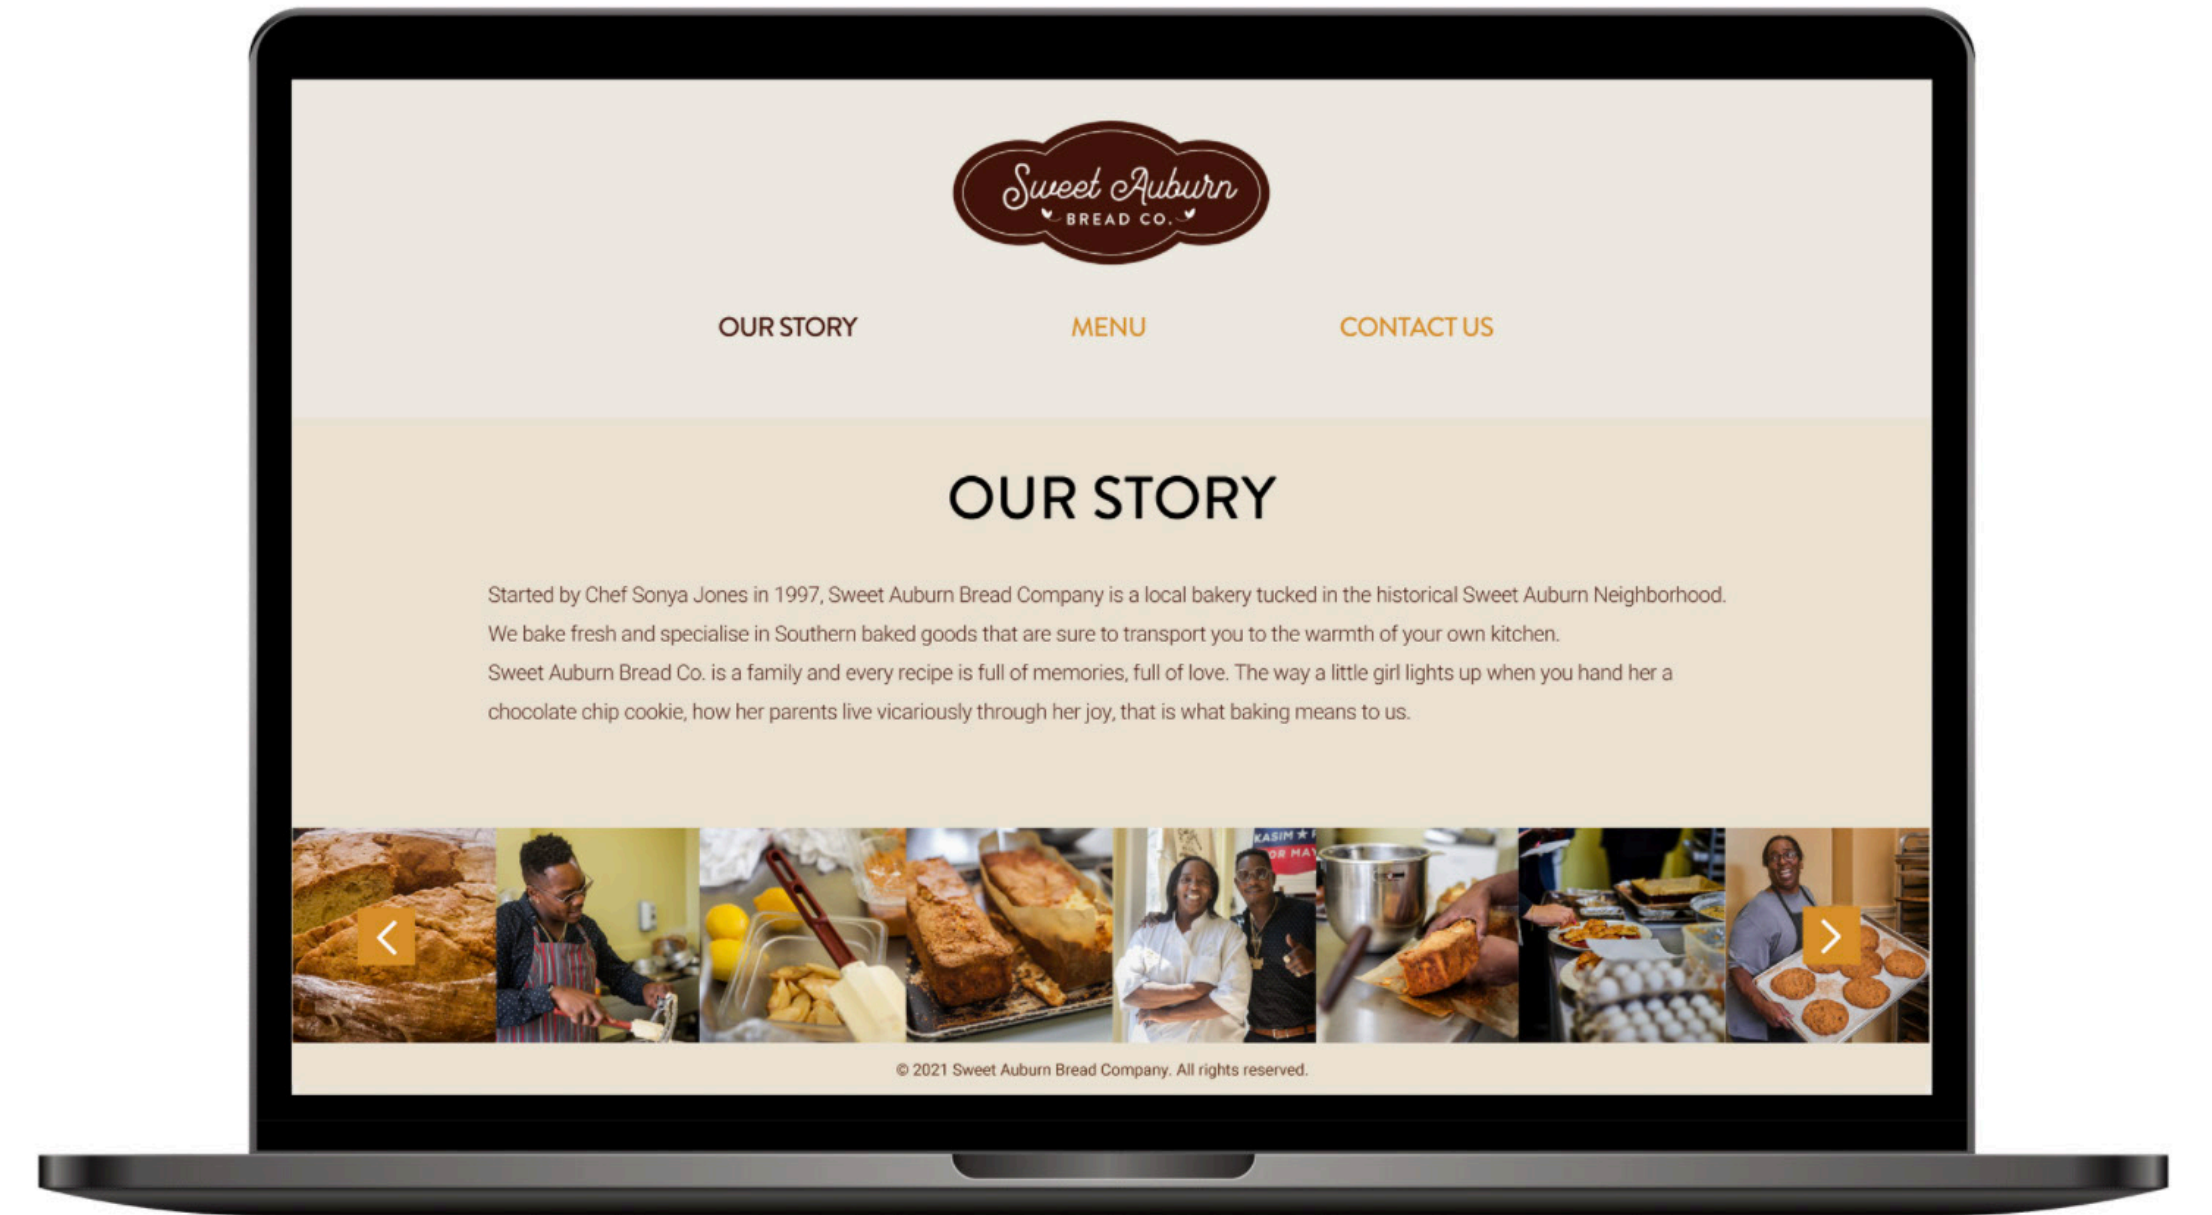 Sweet Auburn
BREAD CO.
OUR STORY
MENU
CONTACT US
OUR STORY
Started by Chef Sonya Jones in 1997, Sweet Auburn Bread Company is a local bakery tucked in the historical Sweet Auburn Neighborhood.
We bake fresh and specialise in Southern baked goods that are sure to transport you to the warmth of your own kitchen.
Sweet Auburn Bread Co. is a family and every recipe is full of memories, full of love. The way a little girl lights up when you hand her a
chocolate chip cookie, how her parents live vicariously through her joy, that is what baking means to us.
KASIM
OR MAY
© 2021 Sweet Auburn Bread Company. All rights reserved.